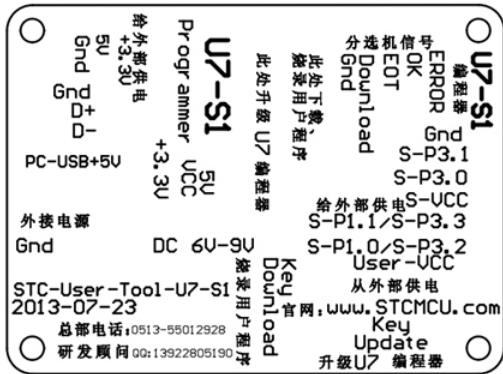 给外部供电
+3.3V
5V
Gnd
Gnd
D+
D-
PC-USB+5V
U7-S1
Programmer
5V
VCC
+3.3V
外接电源
Gnd
DC 6V-9V
STC-User-Tool-U7-S1
2013-07-23
总部电话:0513-55012928
研发顾问QQ:13922805190
此处升级 U7 编程器
此处下载、
烧录用户程序
分选机信号
U7-S1
编程器
ERROR
OK
EOT
Download
Gnd
Gnd
S-P3.1
S-P3.0
S-VCC
给外部供电
S-P1.1/S-P3.3
S-P1.0/S-P3.2
User-VCC
从外部供电
Key
Download
烧录用户程序
官网:www.STCMCU.com
Key
Update
升级U7 编程器